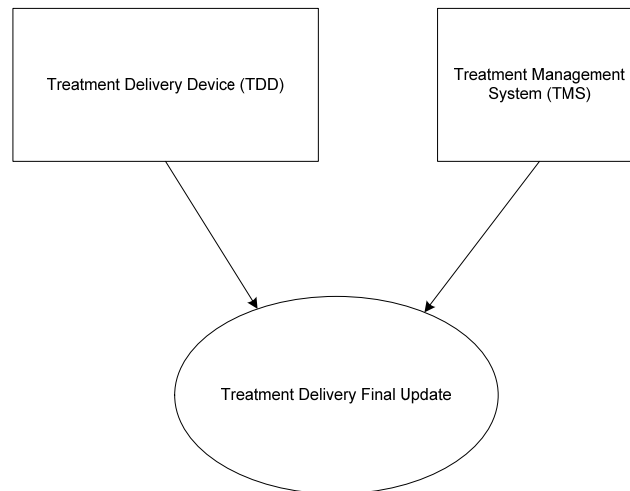 Treatment Delivery Device (TDD)
Treatment Management
System (TMS)
Treatment Delivery Final Update